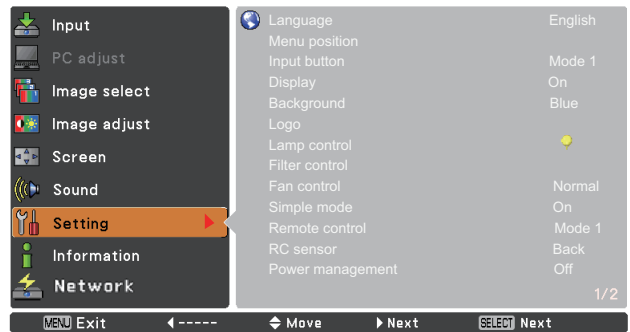 Input
PC adjust
Image select
Image adjust
Screen
Sound
Setting
Information
Network
Language English
Menu position
Input button Mode 1
Display On
Background Blue
Logo
Lamp control
Filter control
Fan control Normal
Simple mode On
Remote control Mode 1
RC sensor Back
Power management Off
1/2
MENU Exit ◀ ----- ◆ Move ▶ Next SELECT Next